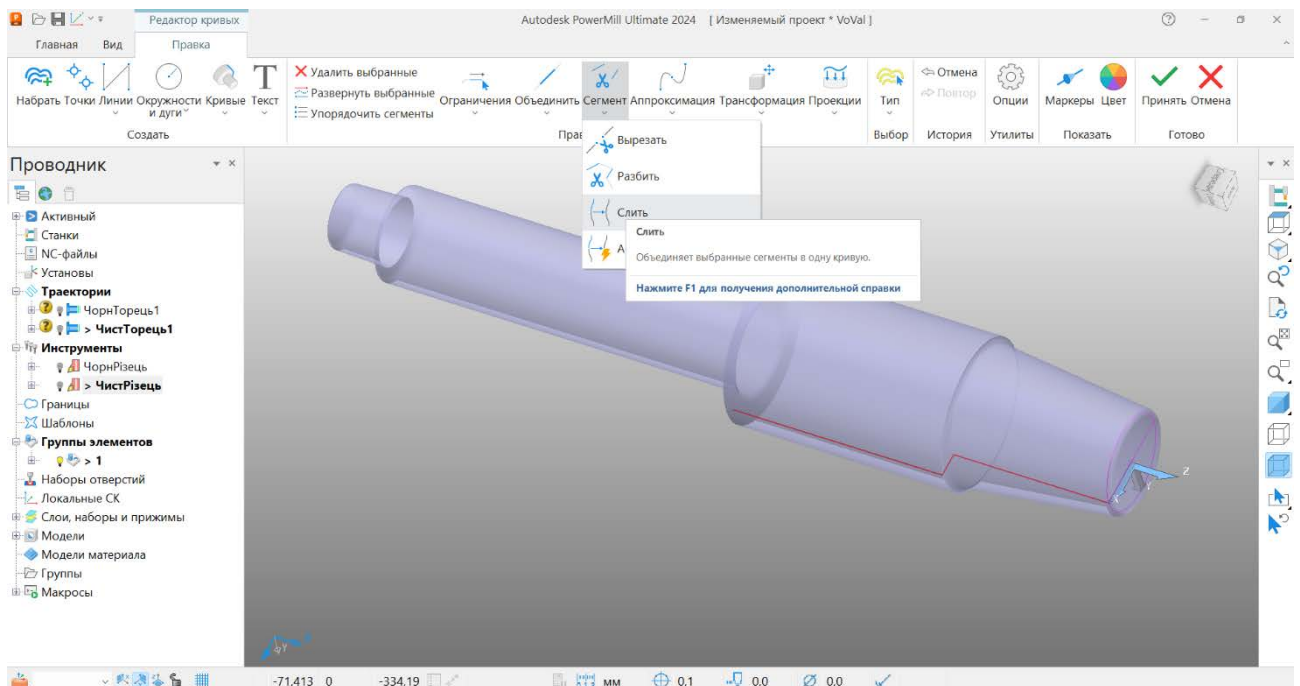 Редактор кривых
Autodesk PowerMill Ultimate 2024 [ Изменяемый проект * VoVal ]
Главная Вид Правка
Удалить выбранные
Развернуть выбранные
Упорядочить сегменты
Набрать Точки Линии Окружности и дуги Кривые Текст
Ограничения Объединить Сегмент Аппроксимация Трансформация Проекции
Тип
Отмена
Повтор
Опции Маркеры Цвет Принять Отмена
Создать Прав Выбор История Утилиты Показать Готово
Вырезать
Разбить
Слить
А
Слить
Объединяет выбранные сегменты в одну кривую.
Нажмите F1 для получения дополнительной справки
Проводник
Активный
Станки
NC-файлы
Установы
Траектории
ЧорнТорець1
> ЧистТорець1
Инструменты
ЧорнРізець
> ЧистРізець
Границы
Шаблоны
Группы элементов
> 1
Наборы отверстий
Локальные СК
Слои, наборы и прижимы
Модели
Модели материала
Группы
Макросы
Z
X
Y
-71.413 0 -334.19 мм 0.1 0.0 0.0